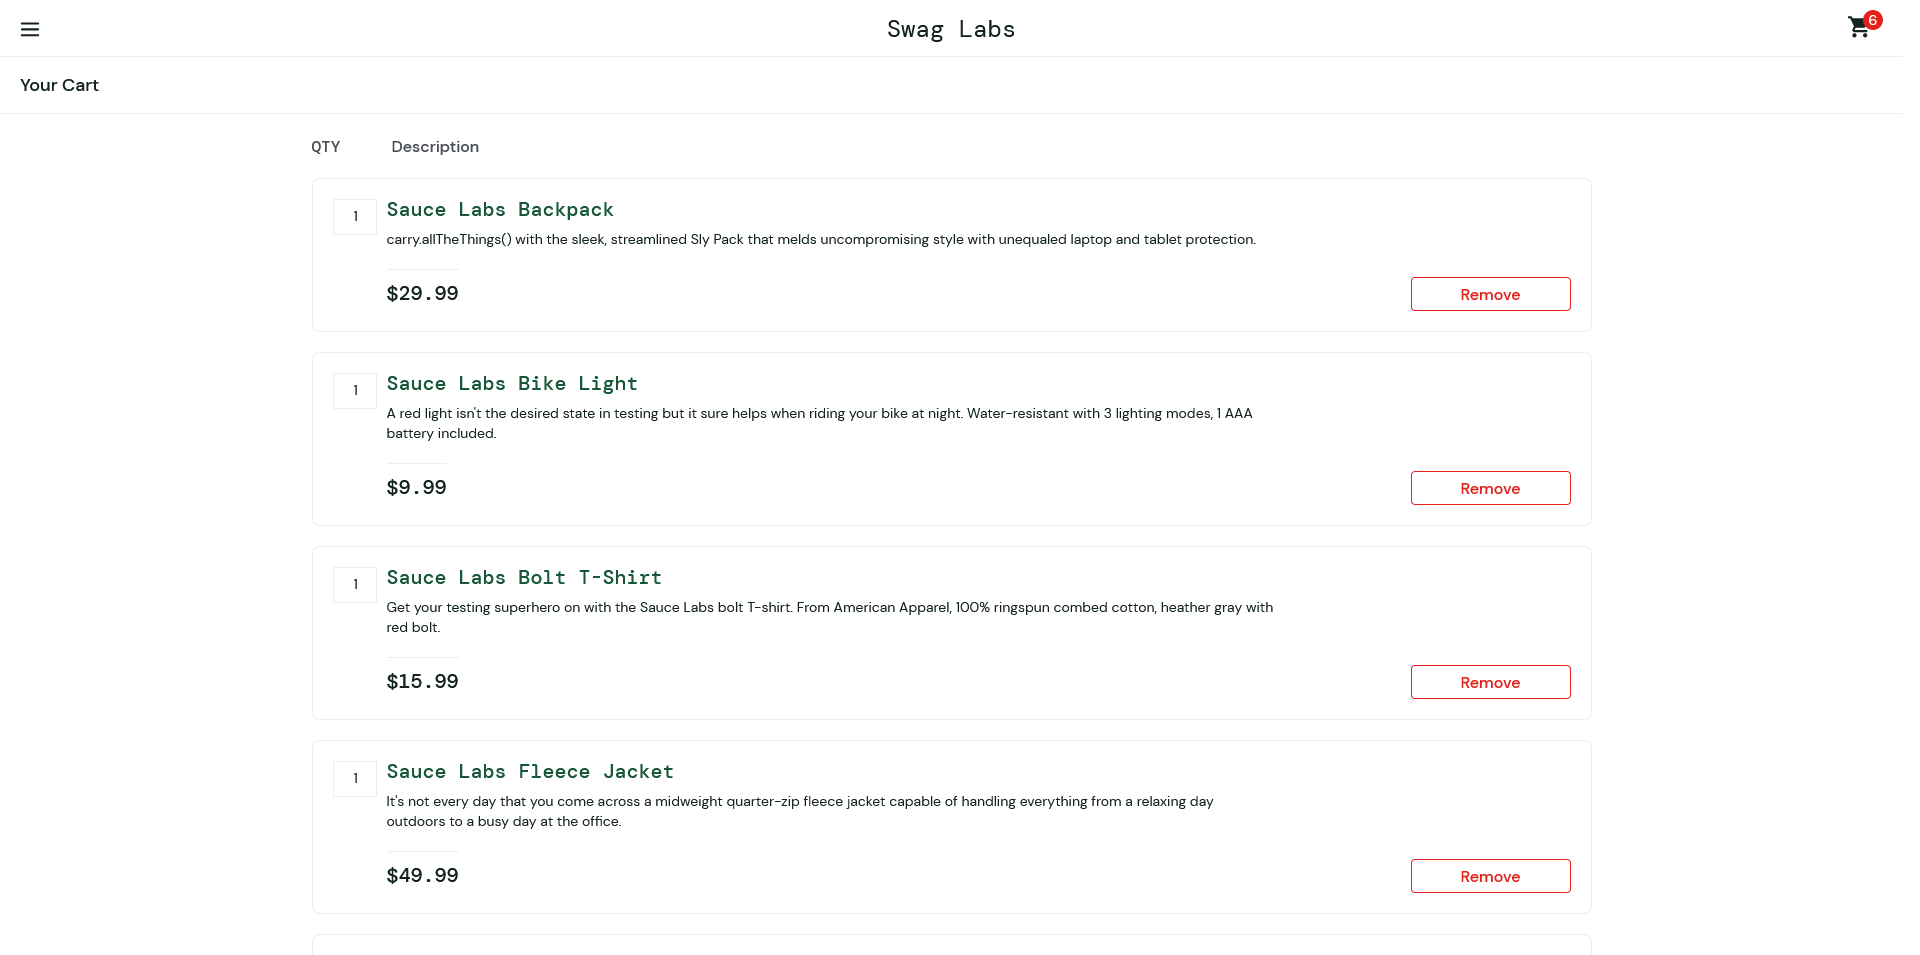 Swag Labs
6
Your Cart
QTY Description
1 Sauce Labs Backpack
carry.allTheThings() with the sleek, streamlined Sly Pack that melds uncompromising style with unequaled laptop and tablet protection.
$29.99 Remove
1 Sauce Labs Bike Light
A red light isn't the desired state in testing but it sure helps when riding your bike at night. Water-resistant with 3 lighting modes, 1 AAA
battery included.
$9.99 Remove
1 Sauce Labs Bolt T-Shirt
Get your testing superhero on with the Sauce Labs bolt T-shirt. From American Apparel, 100% ringspun combed cotton, heather gray with
red bolt.
$15.99 Remove
1 Sauce Labs Fleece Jacket
It's not every day that you come across a midweight quarter-zip fleece jacket capable of handling everything from a relaxing day
outdoors to a busy day at the office.
$49.99 Remove